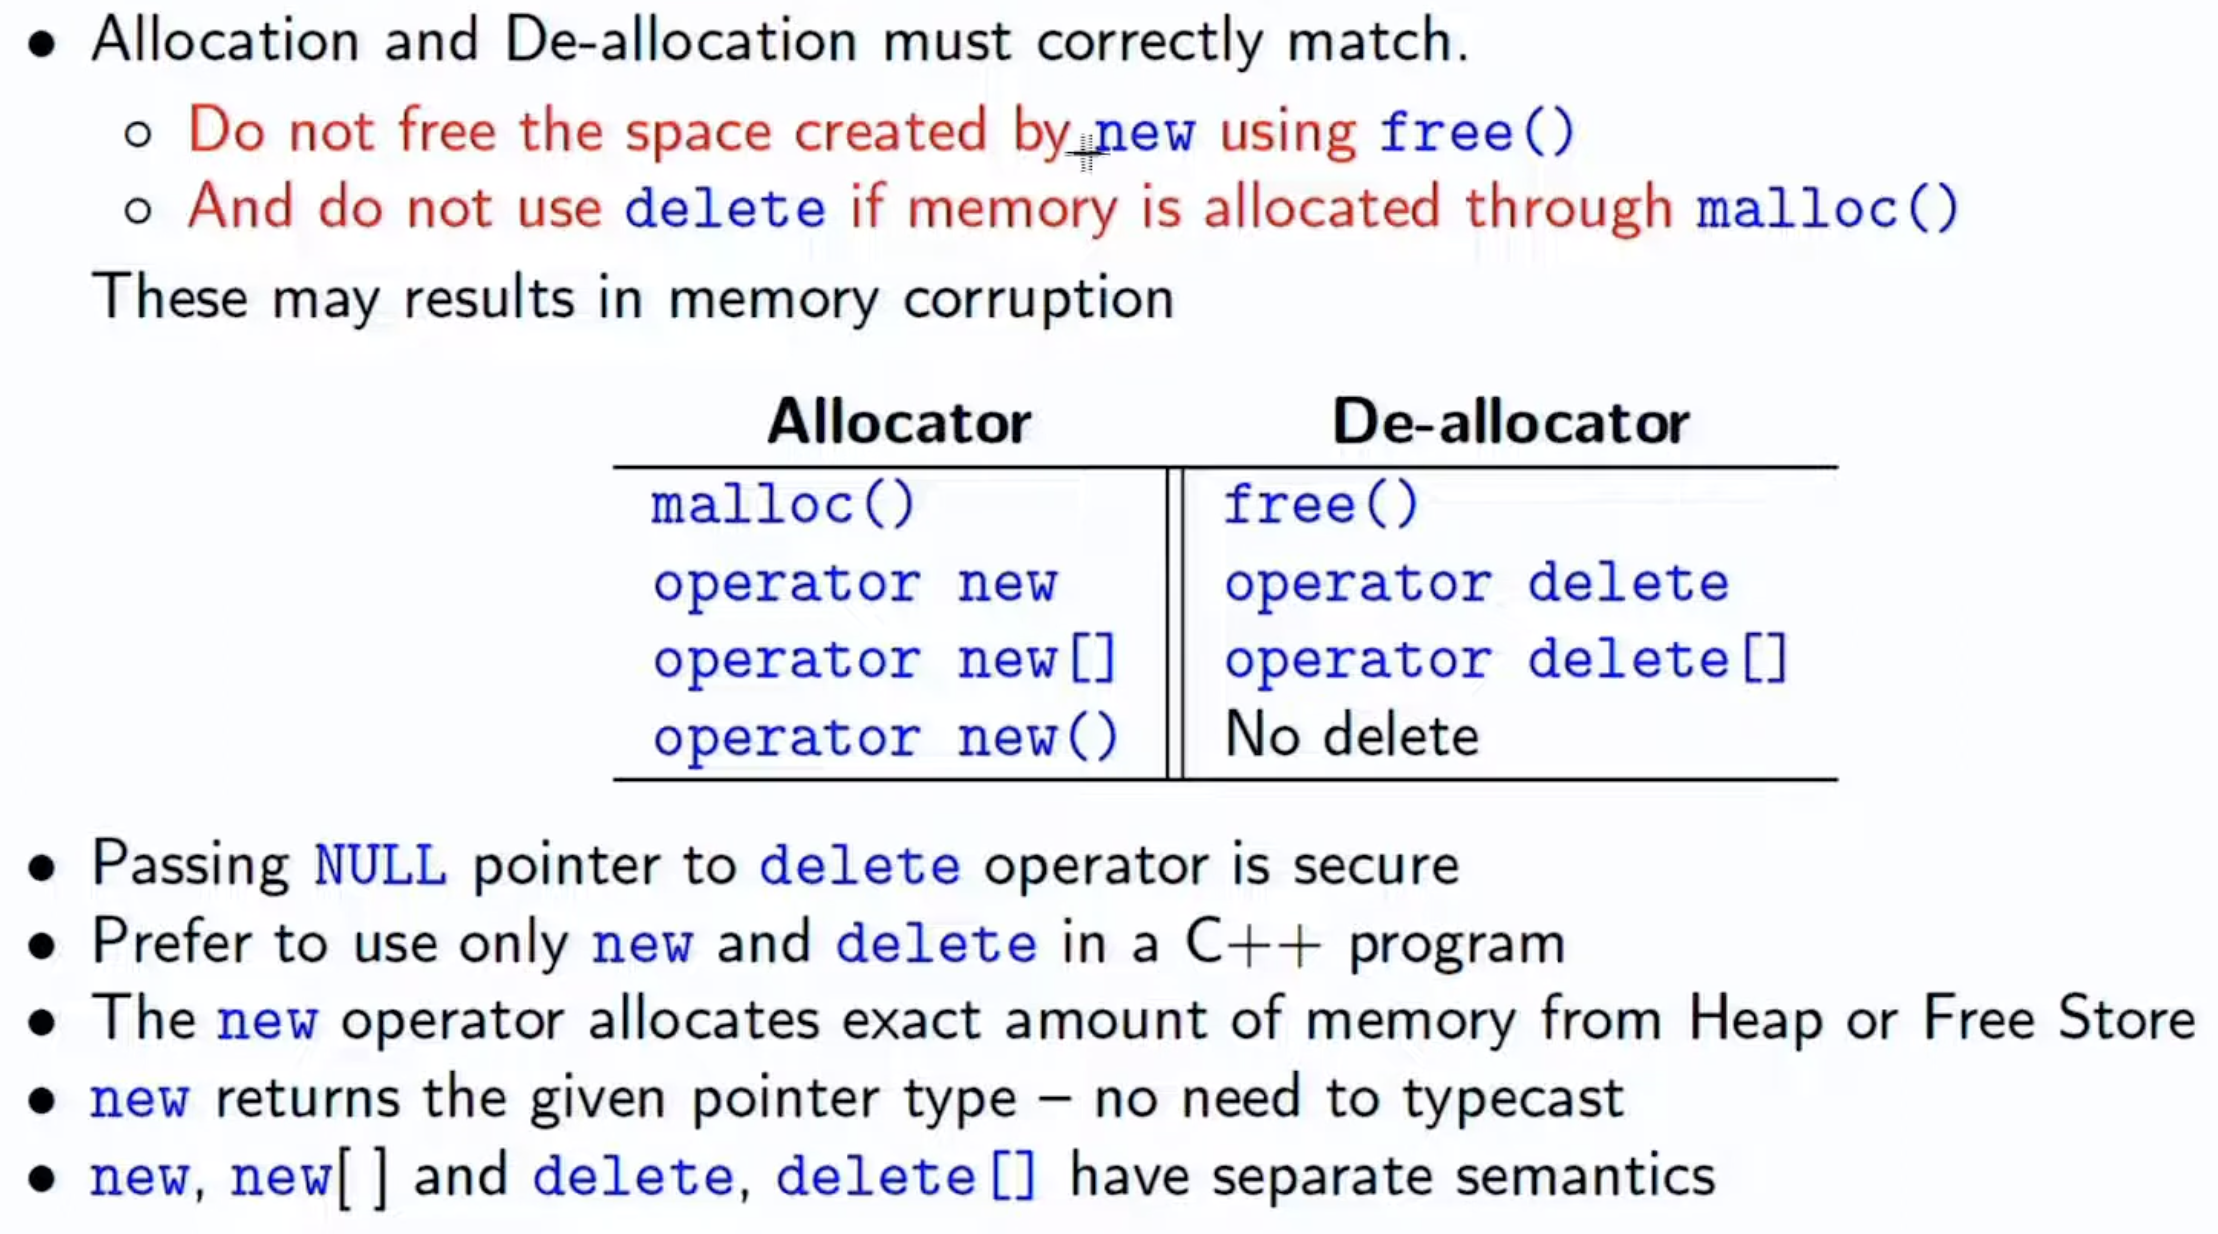 • Allocation and De-allocation must correctly match.
○ Do not free the space created by new using free()
○ And do not use delete if memory is allocated through malloc()
These may results in memory corruption
Allocator De-allocator
malloc() free()
operator new operator delete
operator new[] operator delete[]
operator new() No delete
• Passing NULL pointer to delete operator is secure
• Prefer to use only new and delete in a C++ program
• The new operator allocates exact amount of memory from Heap or Free Store
• new returns the given pointer type – no need to typecast
• new, new[ ] and delete, delete[] have separate semantics